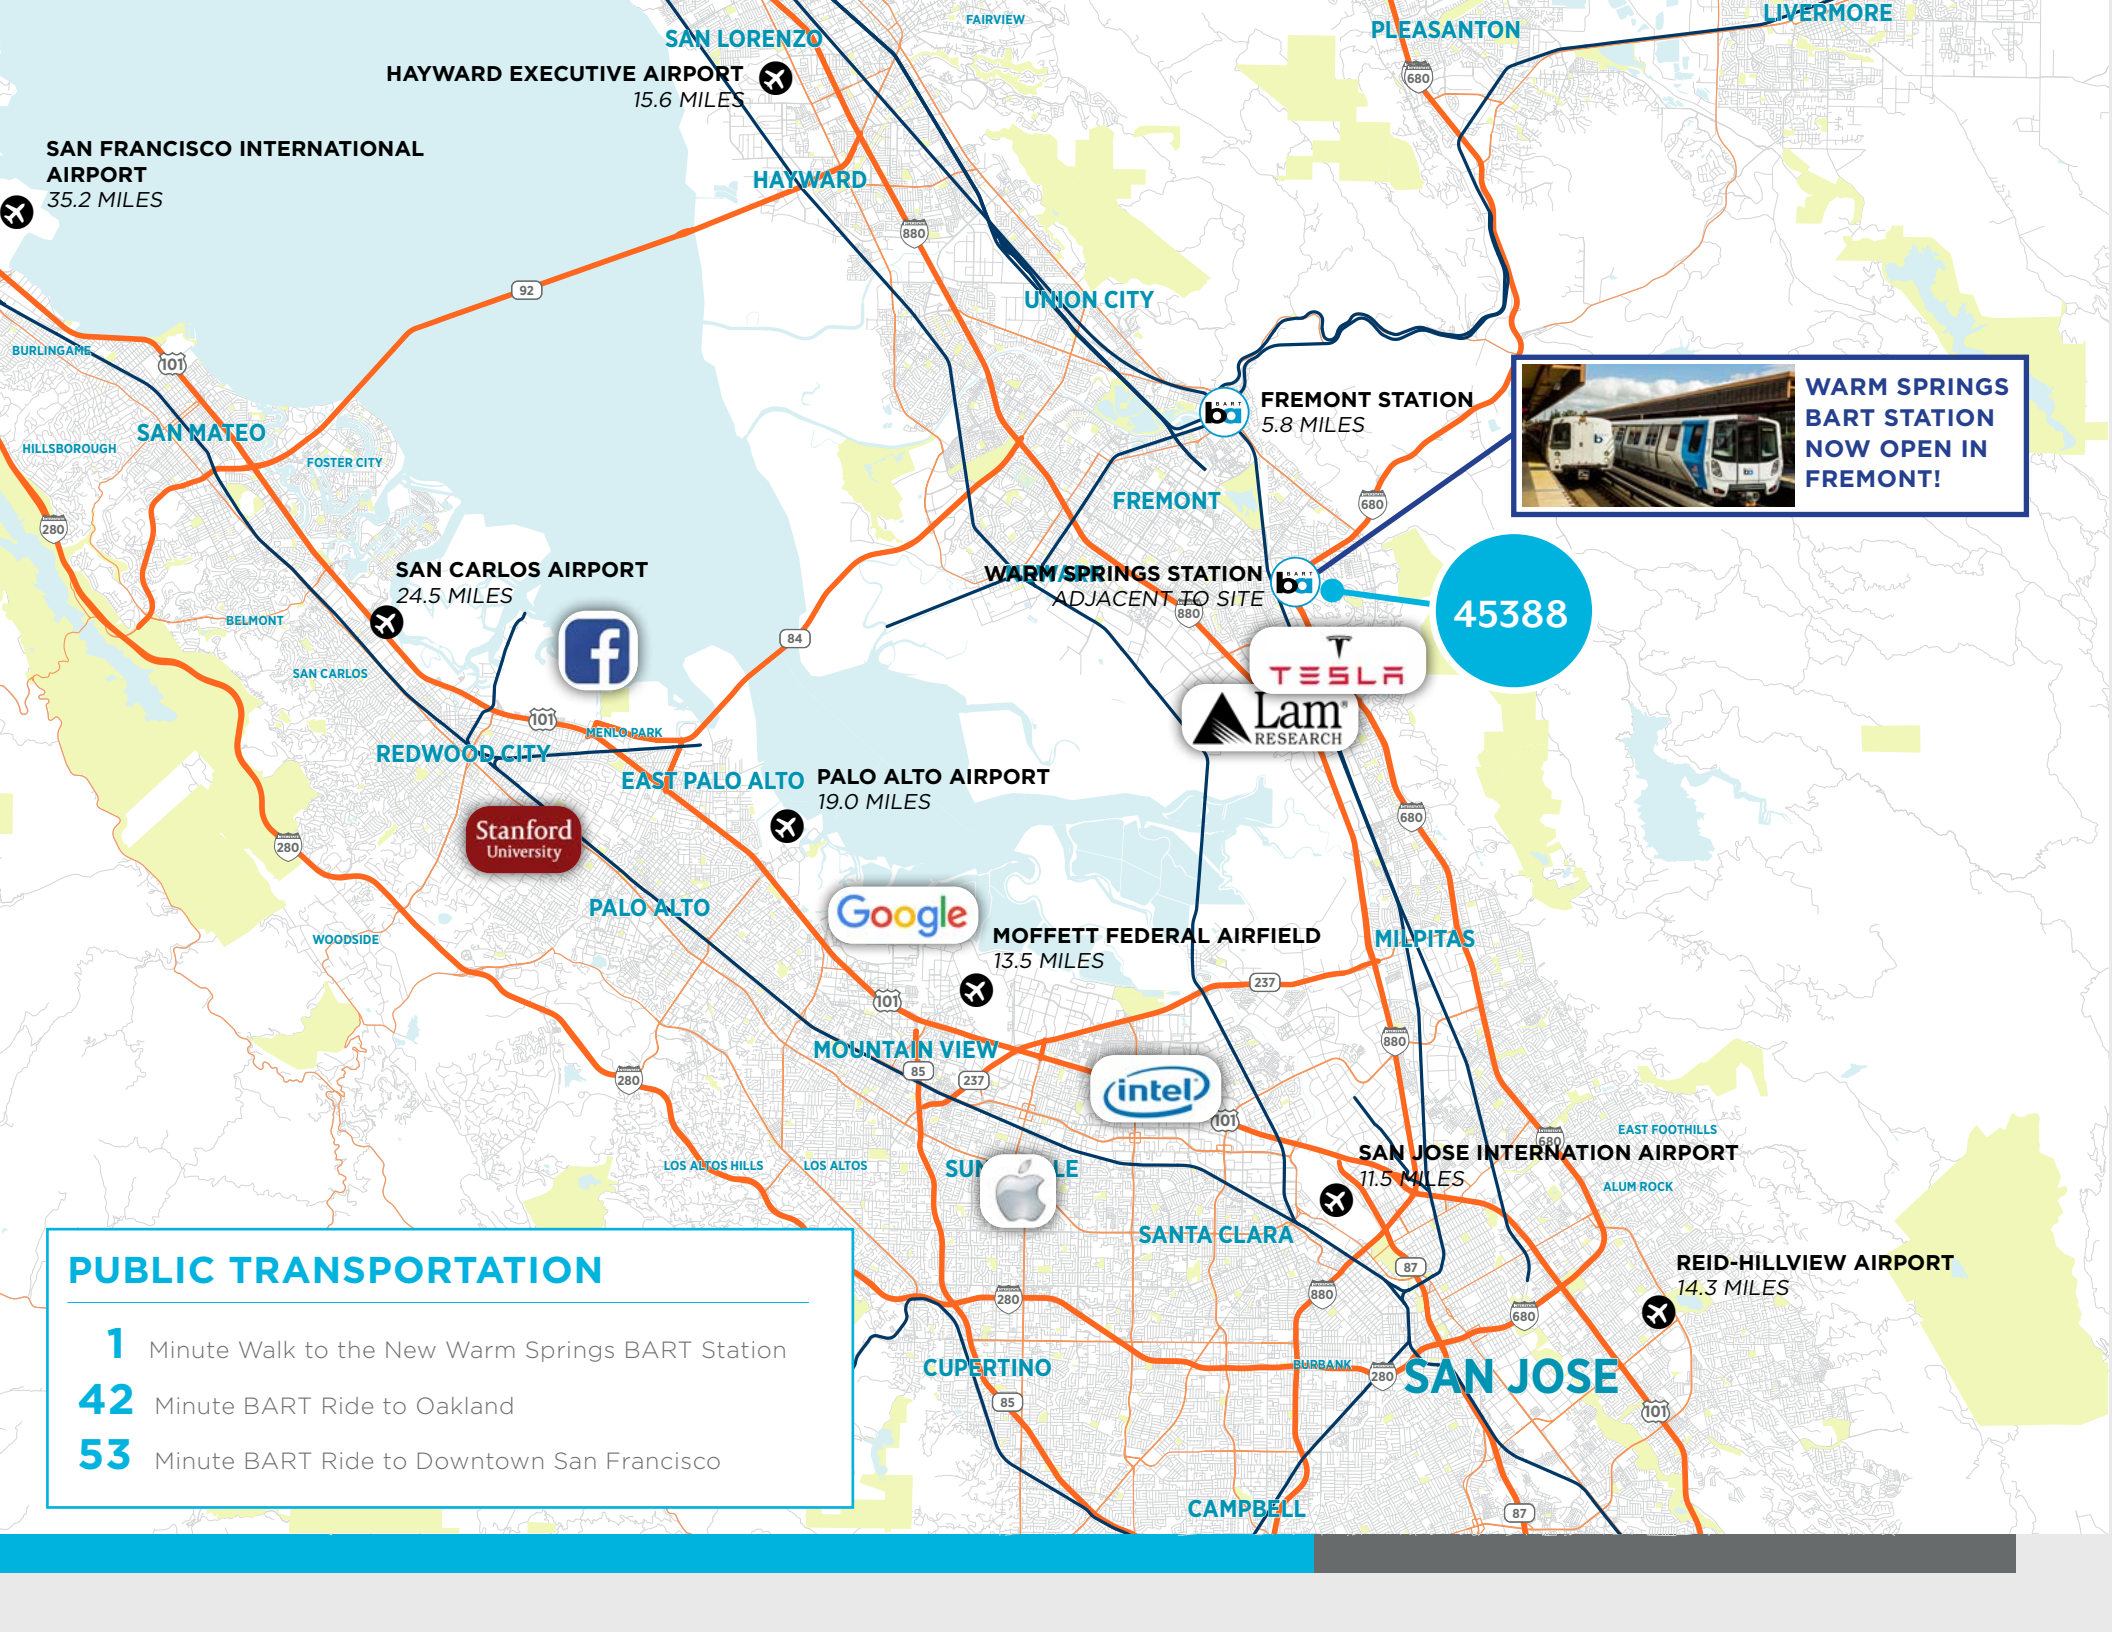 FAIRVIEW
LIVERMORE
PLEASANTON
SAN LORENZO
HAYWARD EXECUTIVE AIRPORT
15.6 MILES
680
SAN FRANCISCO INTERNATIONAL
AIRPORT
35.2 MILES
HAYWARD
880
92
UNION CITY
BURLINGAME
101
WARM SPRINGS
BART STATION
NOW OPEN IN
FREMONT!
BART
ba
FREMONT STATION
5.8 MILES
SAN MATEO
HILLSBOROUGH
FOSTER CITY
FREMONT
680
280
SAN CARLOS AIRPORT
24.5 MILES
WARM SPRINGS STATION
ADJACENT TO SITE
BART
ba
45388
880
BELMONT
84
SAN CARLOS
TESLA
Lam
RESEARCH
101
MENLO PARK
REDWOOD CITY
EAST PALO ALTO
PALO ALTO AIRPORT
19.0 MILES
680
Stanford
University
280
PALO ALTO
Google
MOFFETT FEDERAL AIRFIELD
13.5 MILES
MILPITAS
WOODSIDE
237
101
MOUNTAIN VIEW
880
85
237
280
intel
101
EAST FOOTHILLS
680
SAN JOSE INTERNATION AIRPORT
11.5 MILES
LOS ALTOS HILLS
LOS ALTOS
ALUM ROCK
SANTA CLARA
PUBLIC TRANSPORTATION
1 Minute Walk to the New Warm Springs BART Station
42 Minute BART Ride to Oakland
53 Minute BART Ride to Downtown San Francisco
REID-HILLVIEW AIRPORT
14.3 MILES
87
880
280
680
CUPERTINO
BURBANK
280
SAN JOSE
85
101
CAMPBELL
87